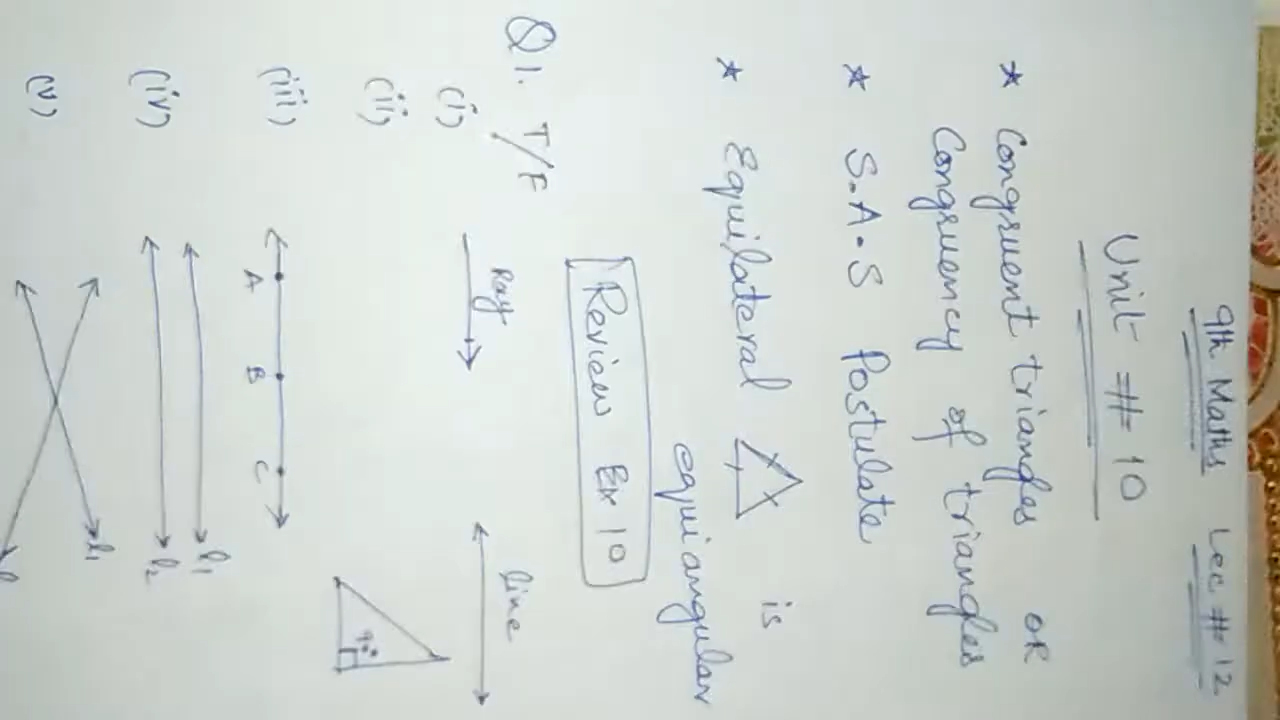 9th Maths Lec # 12
Unit # 10
★ Congruent triangles OR
Congruency of triangles
★ S.A.S Postulate
★ Equilateral △ is
equiangular
Review Ex 10
Q1. T/F
(i) Ray line
(ii) 90°
(iii) A B C
(iv) l1
l2
(v) l1